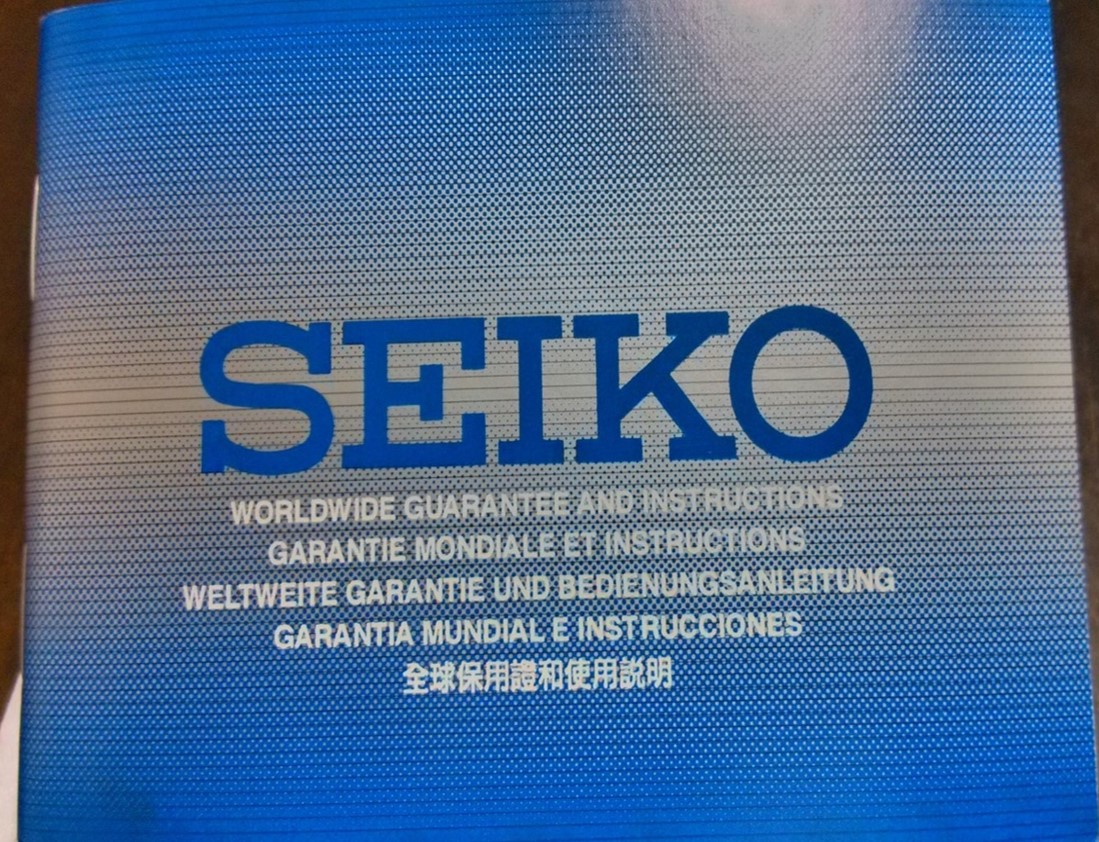 SEIKO
WORLDWIDE GUARANTEE AND INSTRUCTIONS
GARANTIE MONDIALE ET INSTRUCTIONS
WELTWEITE GARANTIE UND BEDIENUNGSANLEITUNG
GARANTIA MUNDIAL E INSTRUCCIONES
全球保用證和使用説明